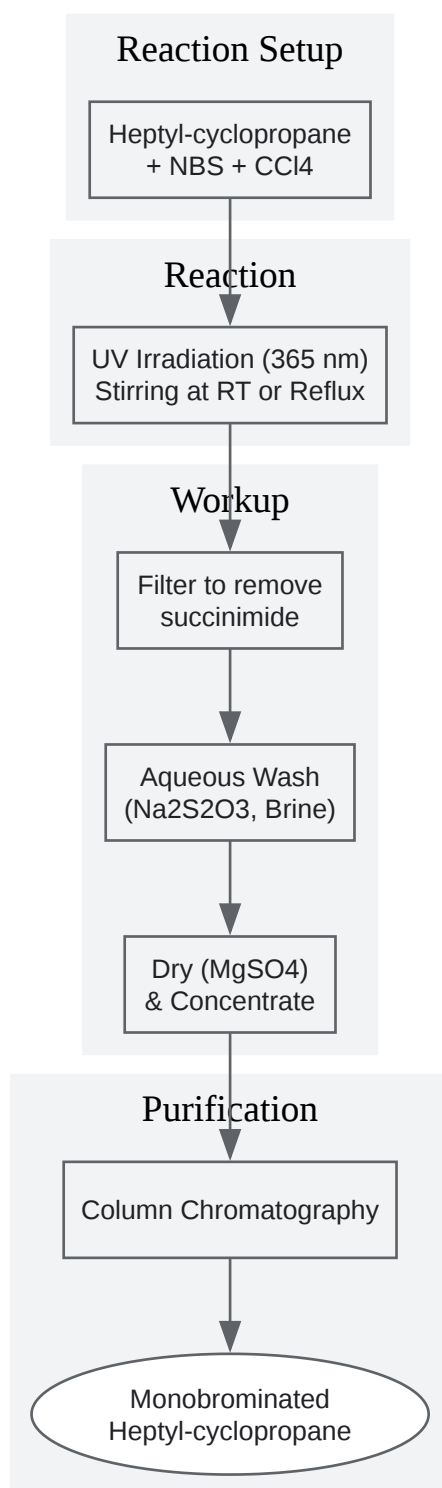 Reaction Setup
Heptyl-cyclopropane
+ NBS + CCl4
Reaction
UV Irradiation (365 nm)
Stirring at RT or Reflux
Workup
Filter to remove
succinimide
Aqueous Wash
(Na2S2O3, Brine)
Dry (MgSO4)
& Concentrate
Purification
Column Chromatography
Monobrominated
Heptyl-cyclopropane